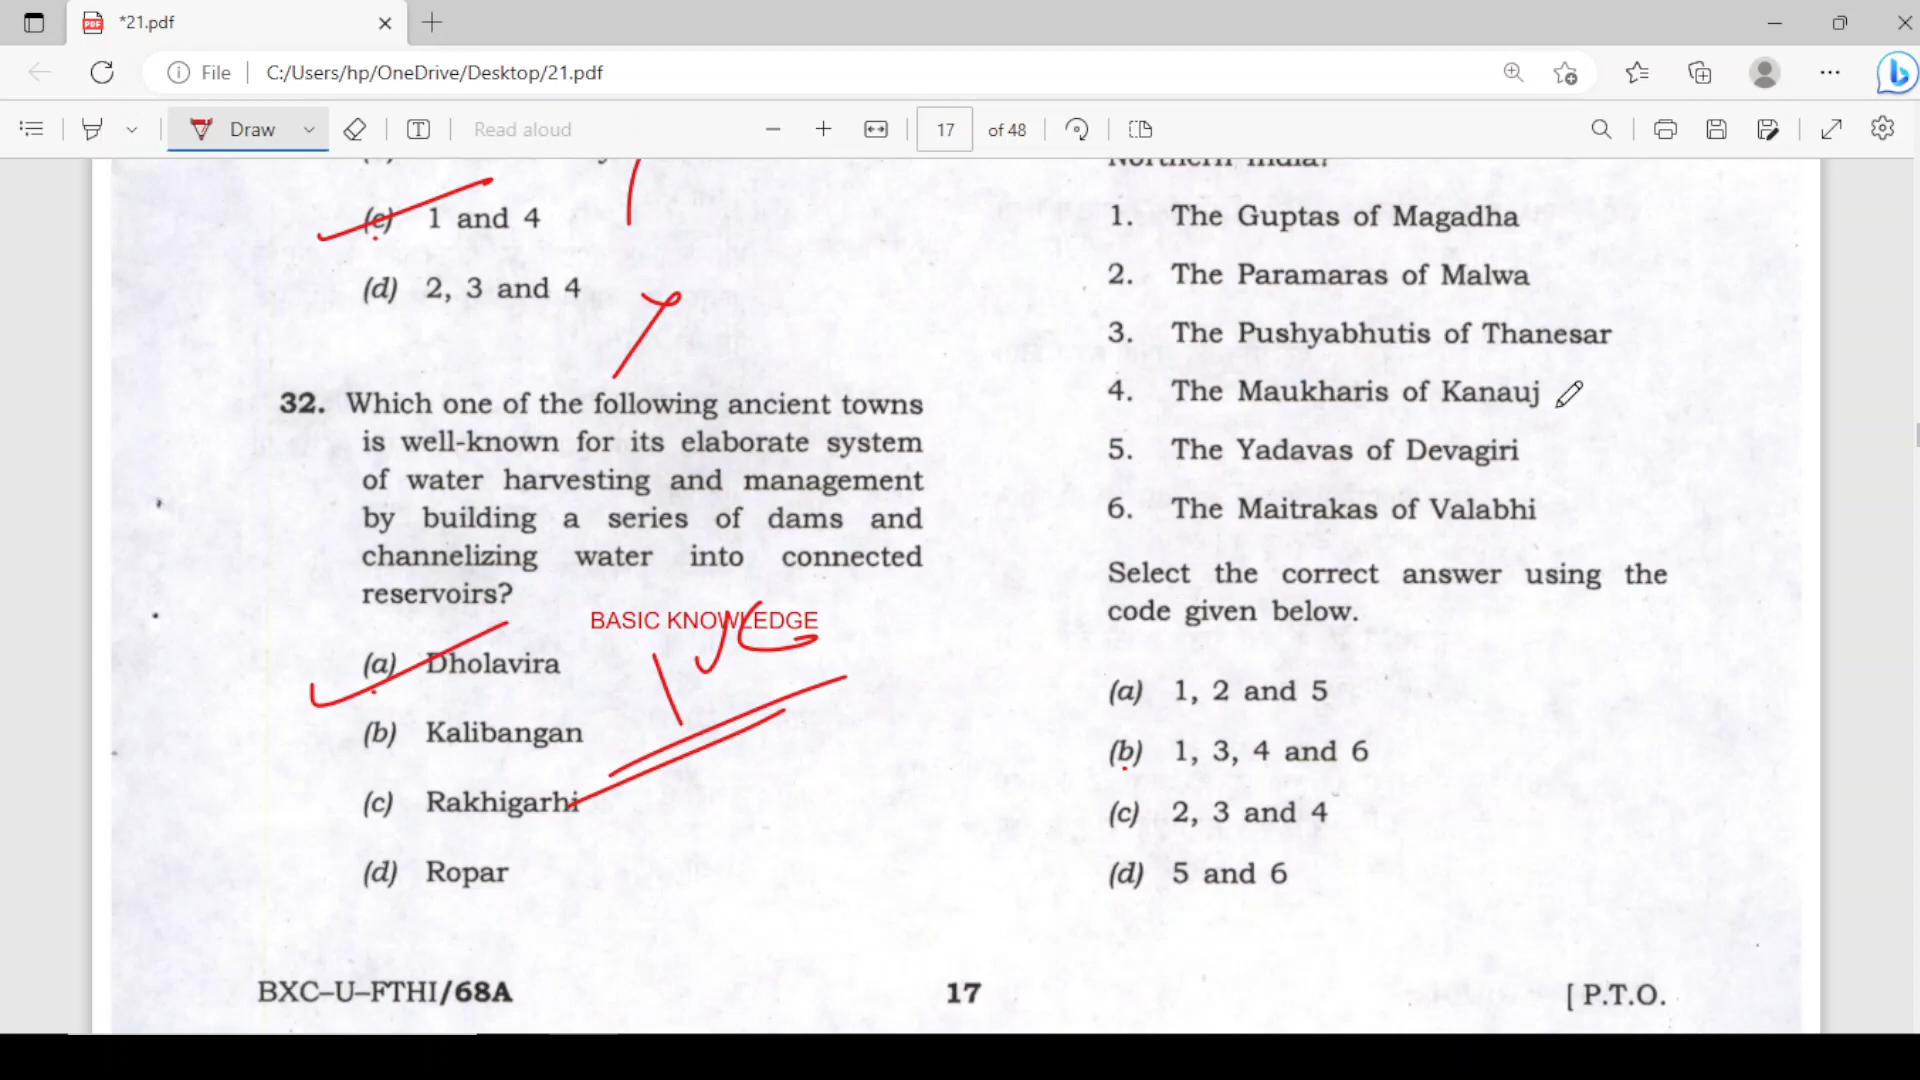 *21.pdf
File
C:/Users/hp/OneDrive/Desktop/21.pdf
Draw
Read aloud
17 of 48
(c) 1 and 4
(d) 2, 3 and 4
32. Which one of the following ancient towns
is well-known for its elaborate system
of water harvesting and management
by building a series of dams and
channelizing water into connected
reservoirs?
BASIC KNOWLEDGE
(a) Dholavira
(b) Kalibangan
(c) Rakhigarhi
(d) Ropar
Northern India?
1. The Guptas of Magadha
2. The Paramaras of Malwa
3. The Pushyabhutis of Thanesar
4. The Maukharis of Kanauj
5. The Yadavas of Devagiri
6. The Maitrakas of Valabhi
Select the correct answer using the
code given below.
(a) 1, 2 and 5
(b) 1, 3, 4 and 6
(c) 2, 3 and 4
(d) 5 and 6
BXC–U–FTHI/68A
17
[ P.T.O.